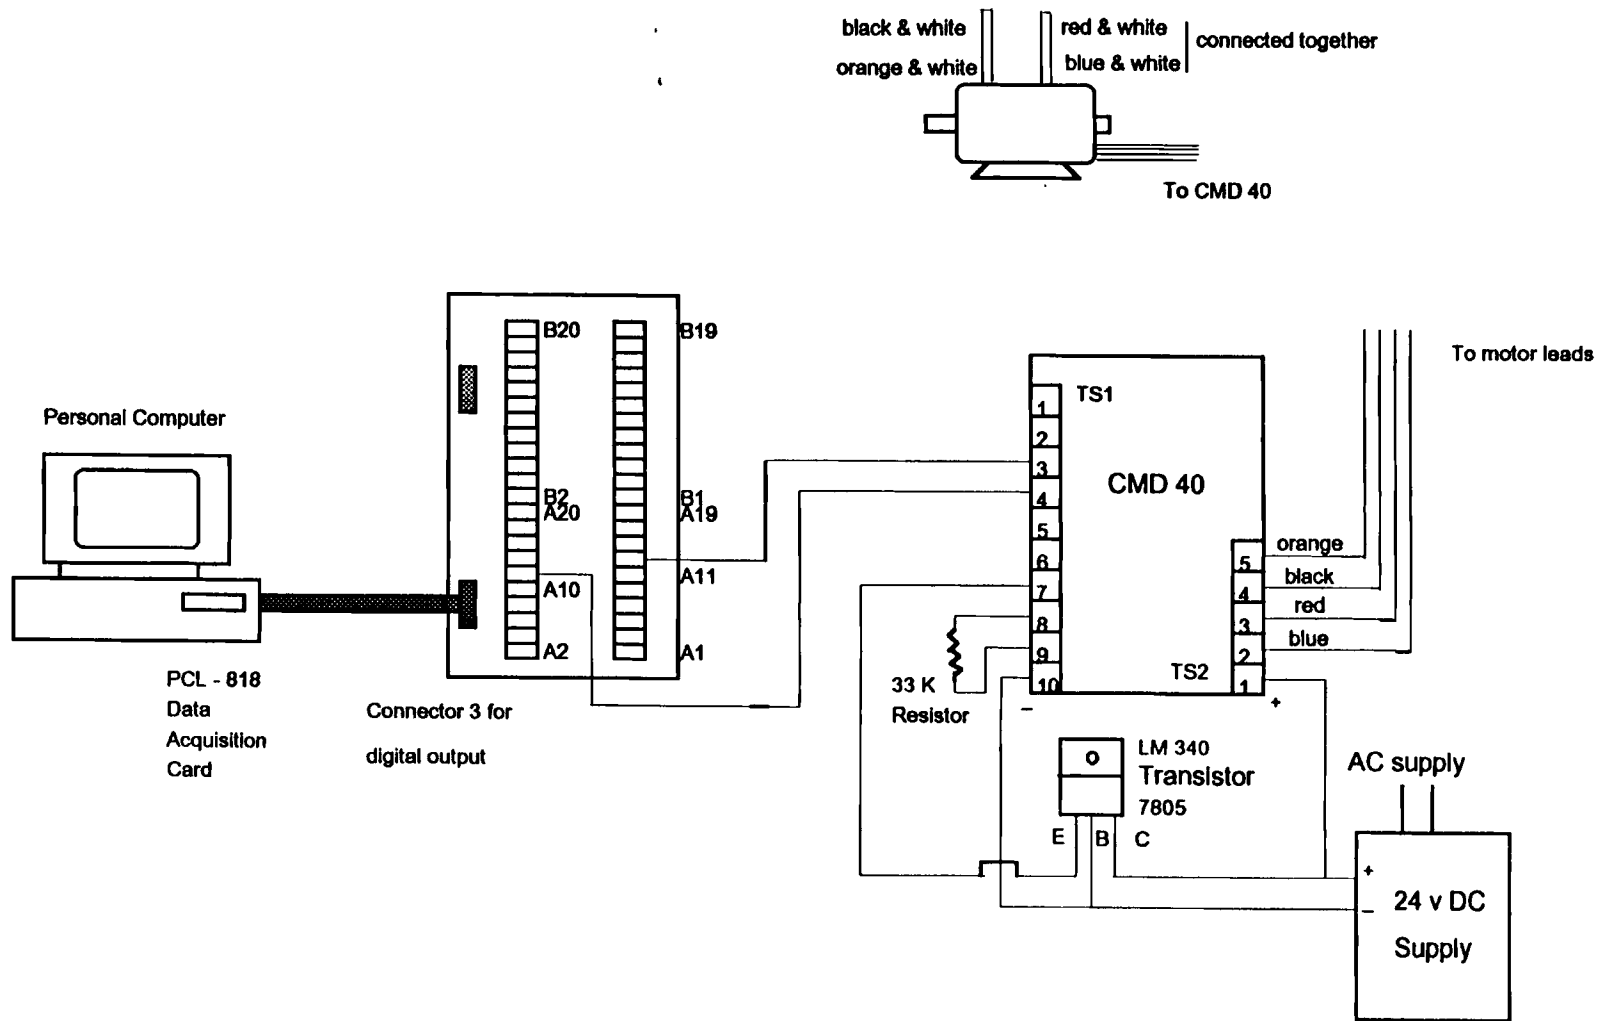 black & white
red & white
connected together
orange & white
blue & white
To CMD 40
B20
B19
To motor leads
TS1
1
2
3
4
5
6
7
8
9
10
CMD 40
Personal Computer
B2
A20
B1
A19
A10
A11
A2
A1
orange
5
black
4
red
3
blue
2
TS2
1
33 K
Resistor
–
+
PCL - 818
Data
Acquisition
Card
Connector 3 for
digital output
LM 340
Transistor
7805
E
B
C
AC supply
+
–
24 v DC
Supply